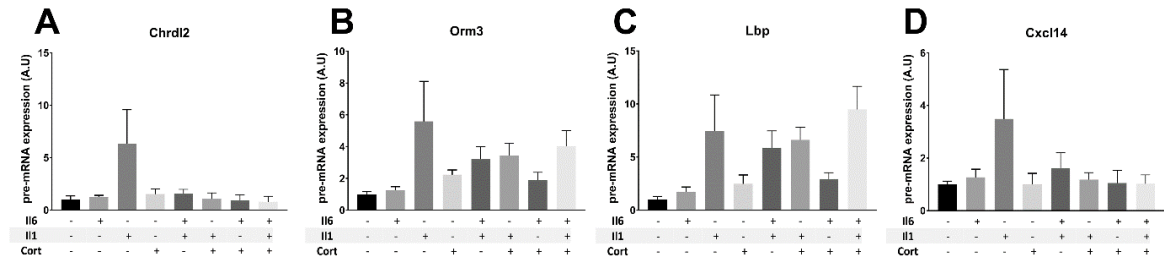 A
Chrdl2
pre-mRNA expression (A.U)
15
10
5
0
B
Orm3
pre-mRNA expression (A.U)
10
8
6
4
2
0
C
Lbp
pre-mRNA expression (A.U)
15
10
5
0
D
Cxcl14
pre-mRNA expression (A.U)
6
4
2
0
Il6 - + - - + - + +
Il1 - - + - + + - +
Cort - - - + - + + +
Il6 - + - - + - + +
Il1 - - + - + + - +
Cort - - - + - + + +
Il6 - + - - + - + +
Il1 - - + - + + - +
Cort - - - + - + + +
Il6 - + - - + - + +
Il1 - - + - + + - +
Cort - - - + - + + +